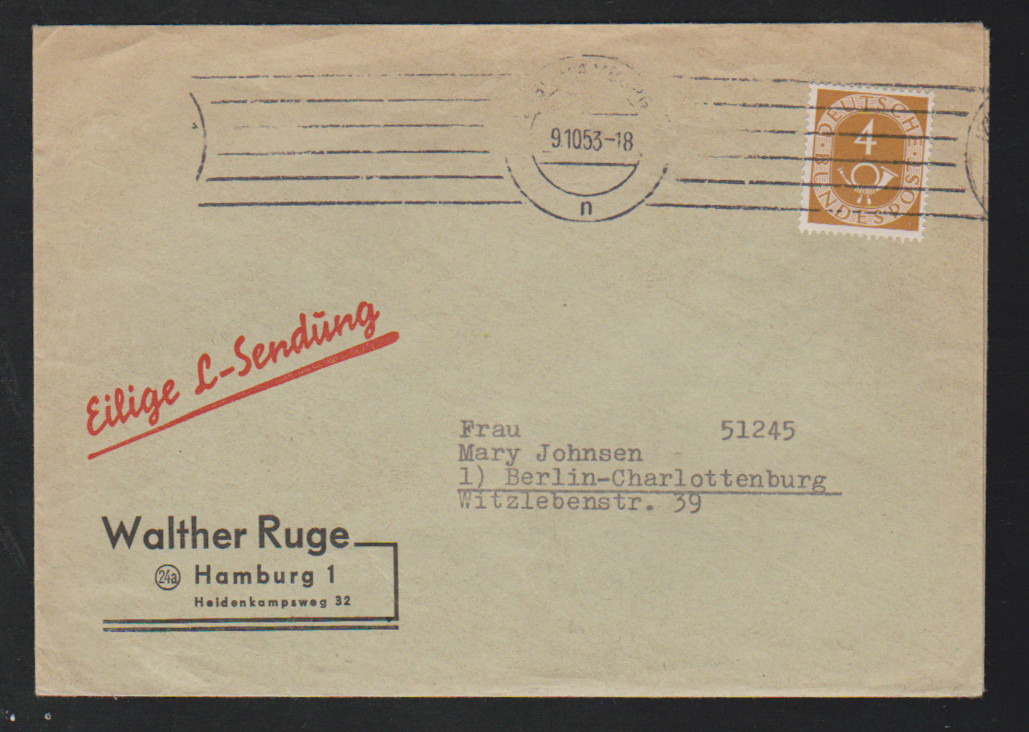 HAMBURG
9.10.53-18
n
DEUTSCHE
4
BUNDESPOST
Eilige L-Sendung
Frau 51245
Mary Johnsen
1) Berlin-Charlottenburg
Witzlebenstr. 39
Walther Ruge
24a Hamburg 1
Heidenkampsweg 32